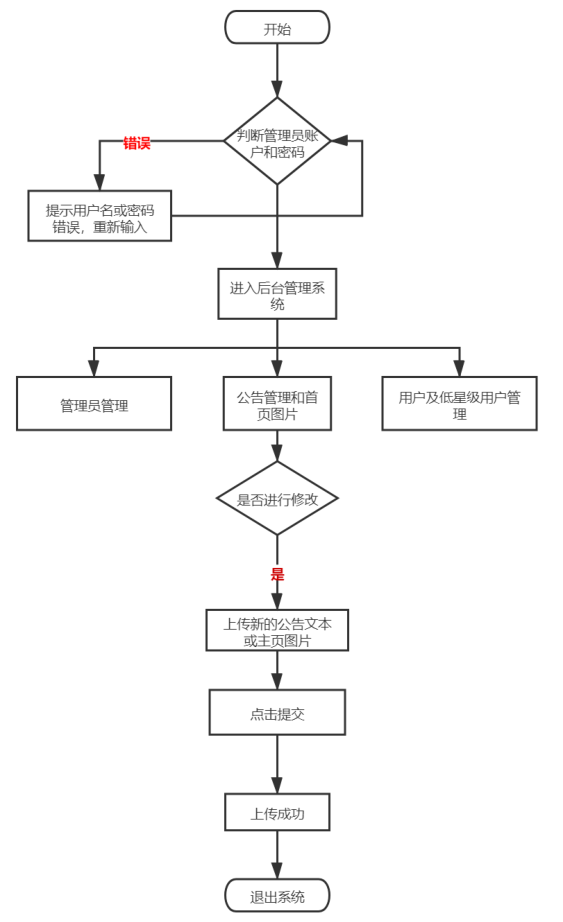 开始
判断管理员账
户和密码
错误
提示用户名或密码
错误，重新输入
进入后台管理系
统
管理员管理
公告管理和首
页图片
用户及低星级用户管
理
是否进行修改
是
上传新的公告文本
或主页图片
点击提交
上传成功
退出系统